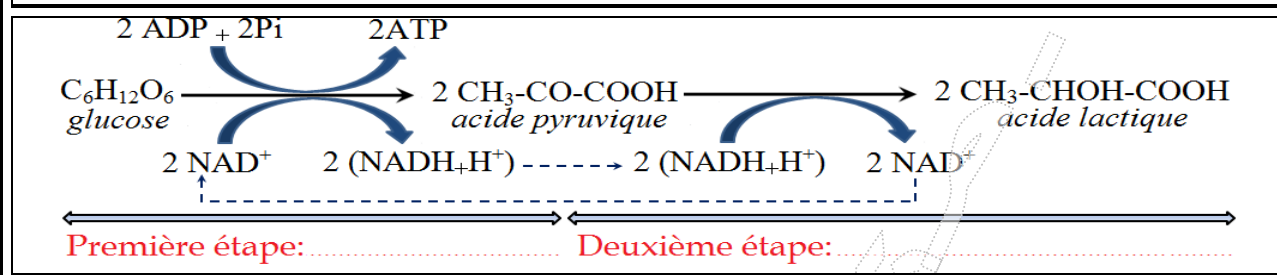 2 ADP + 2Pi 2ATP
C₆H₁₂O₆ 2 CH₃-CO-COOH 2 CH₃-CHOH-COOH
glucose acide pyruvique acide lactique
2 NAD⁺ 2 (NADH+H⁺) 2 (NADH+H⁺) 2 NAD⁺
Première étape:.................................... Deuxième étape:..........................................................